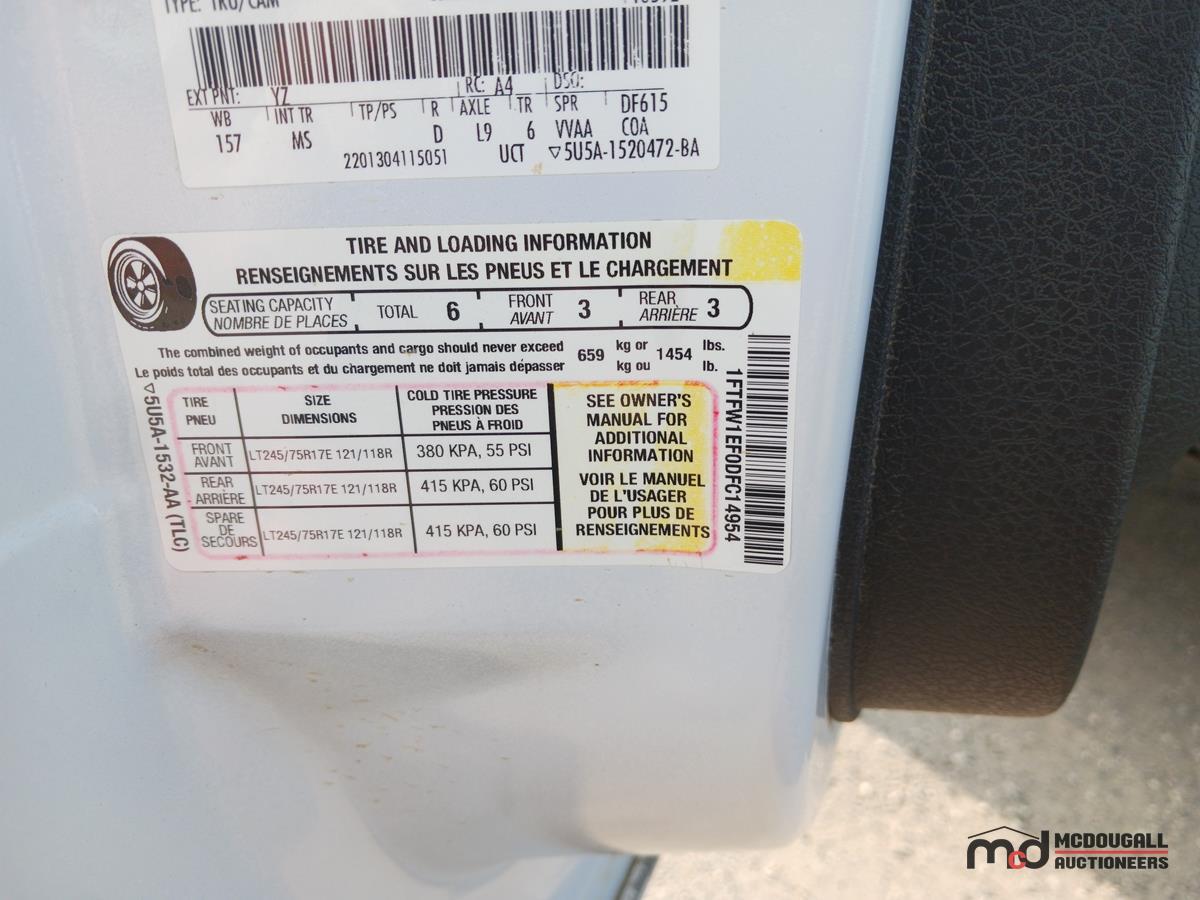 TYPE: TRU/CAM
EXT PNT: YZ RC: A4 DSO:
WB INT TR TP/PS R AXLE TR SPR DF615
157 MS D L9 6 VVAA COA
2201304115051 UCT ▽5U5A-1520472-BA
TIRE AND LOADING INFORMATION
RENSEIGNEMENTS SUR LES PNEUS ET LE CHARGEMENT
SEATING CAPACITY
NOMBRE DE PLACES
TOTAL 6
FRONT
AVANT 3
REAR
ARRIÈRE 3
The combined weight of occupants and cargo should never exceed
Le poids total des occupants et du chargement ne doit jamais dépasser
659
kg or
kg ou
1454
lbs.
lb.
TIRE
PNEU
SIZE
DIMENSIONS
COLD TIRE PRESSURE
PRESSION DES
PNEUS À FROID
FRONT
AVANT
LT245/75R17E 121/118R
380 KPA, 55 PSI
REAR
ARRIÈRE
LT245/75R17E 121/118R
415 KPA, 60 PSI
SPARE
DE
SECOURS
LT245/75R17E 121/118R
415 KPA, 60 PSI
SEE OWNER'S
MANUAL FOR
ADDITIONAL
INFORMATION
VOIR LE MANUEL
DE L'USAGER
POUR PLUS DE
RENSEIGNEMENTS
▽5U5A-1532-AA (TLC)
1FTFW1EF0DFC14954
mcd
MCDOUGALL
AUCTIONEERS